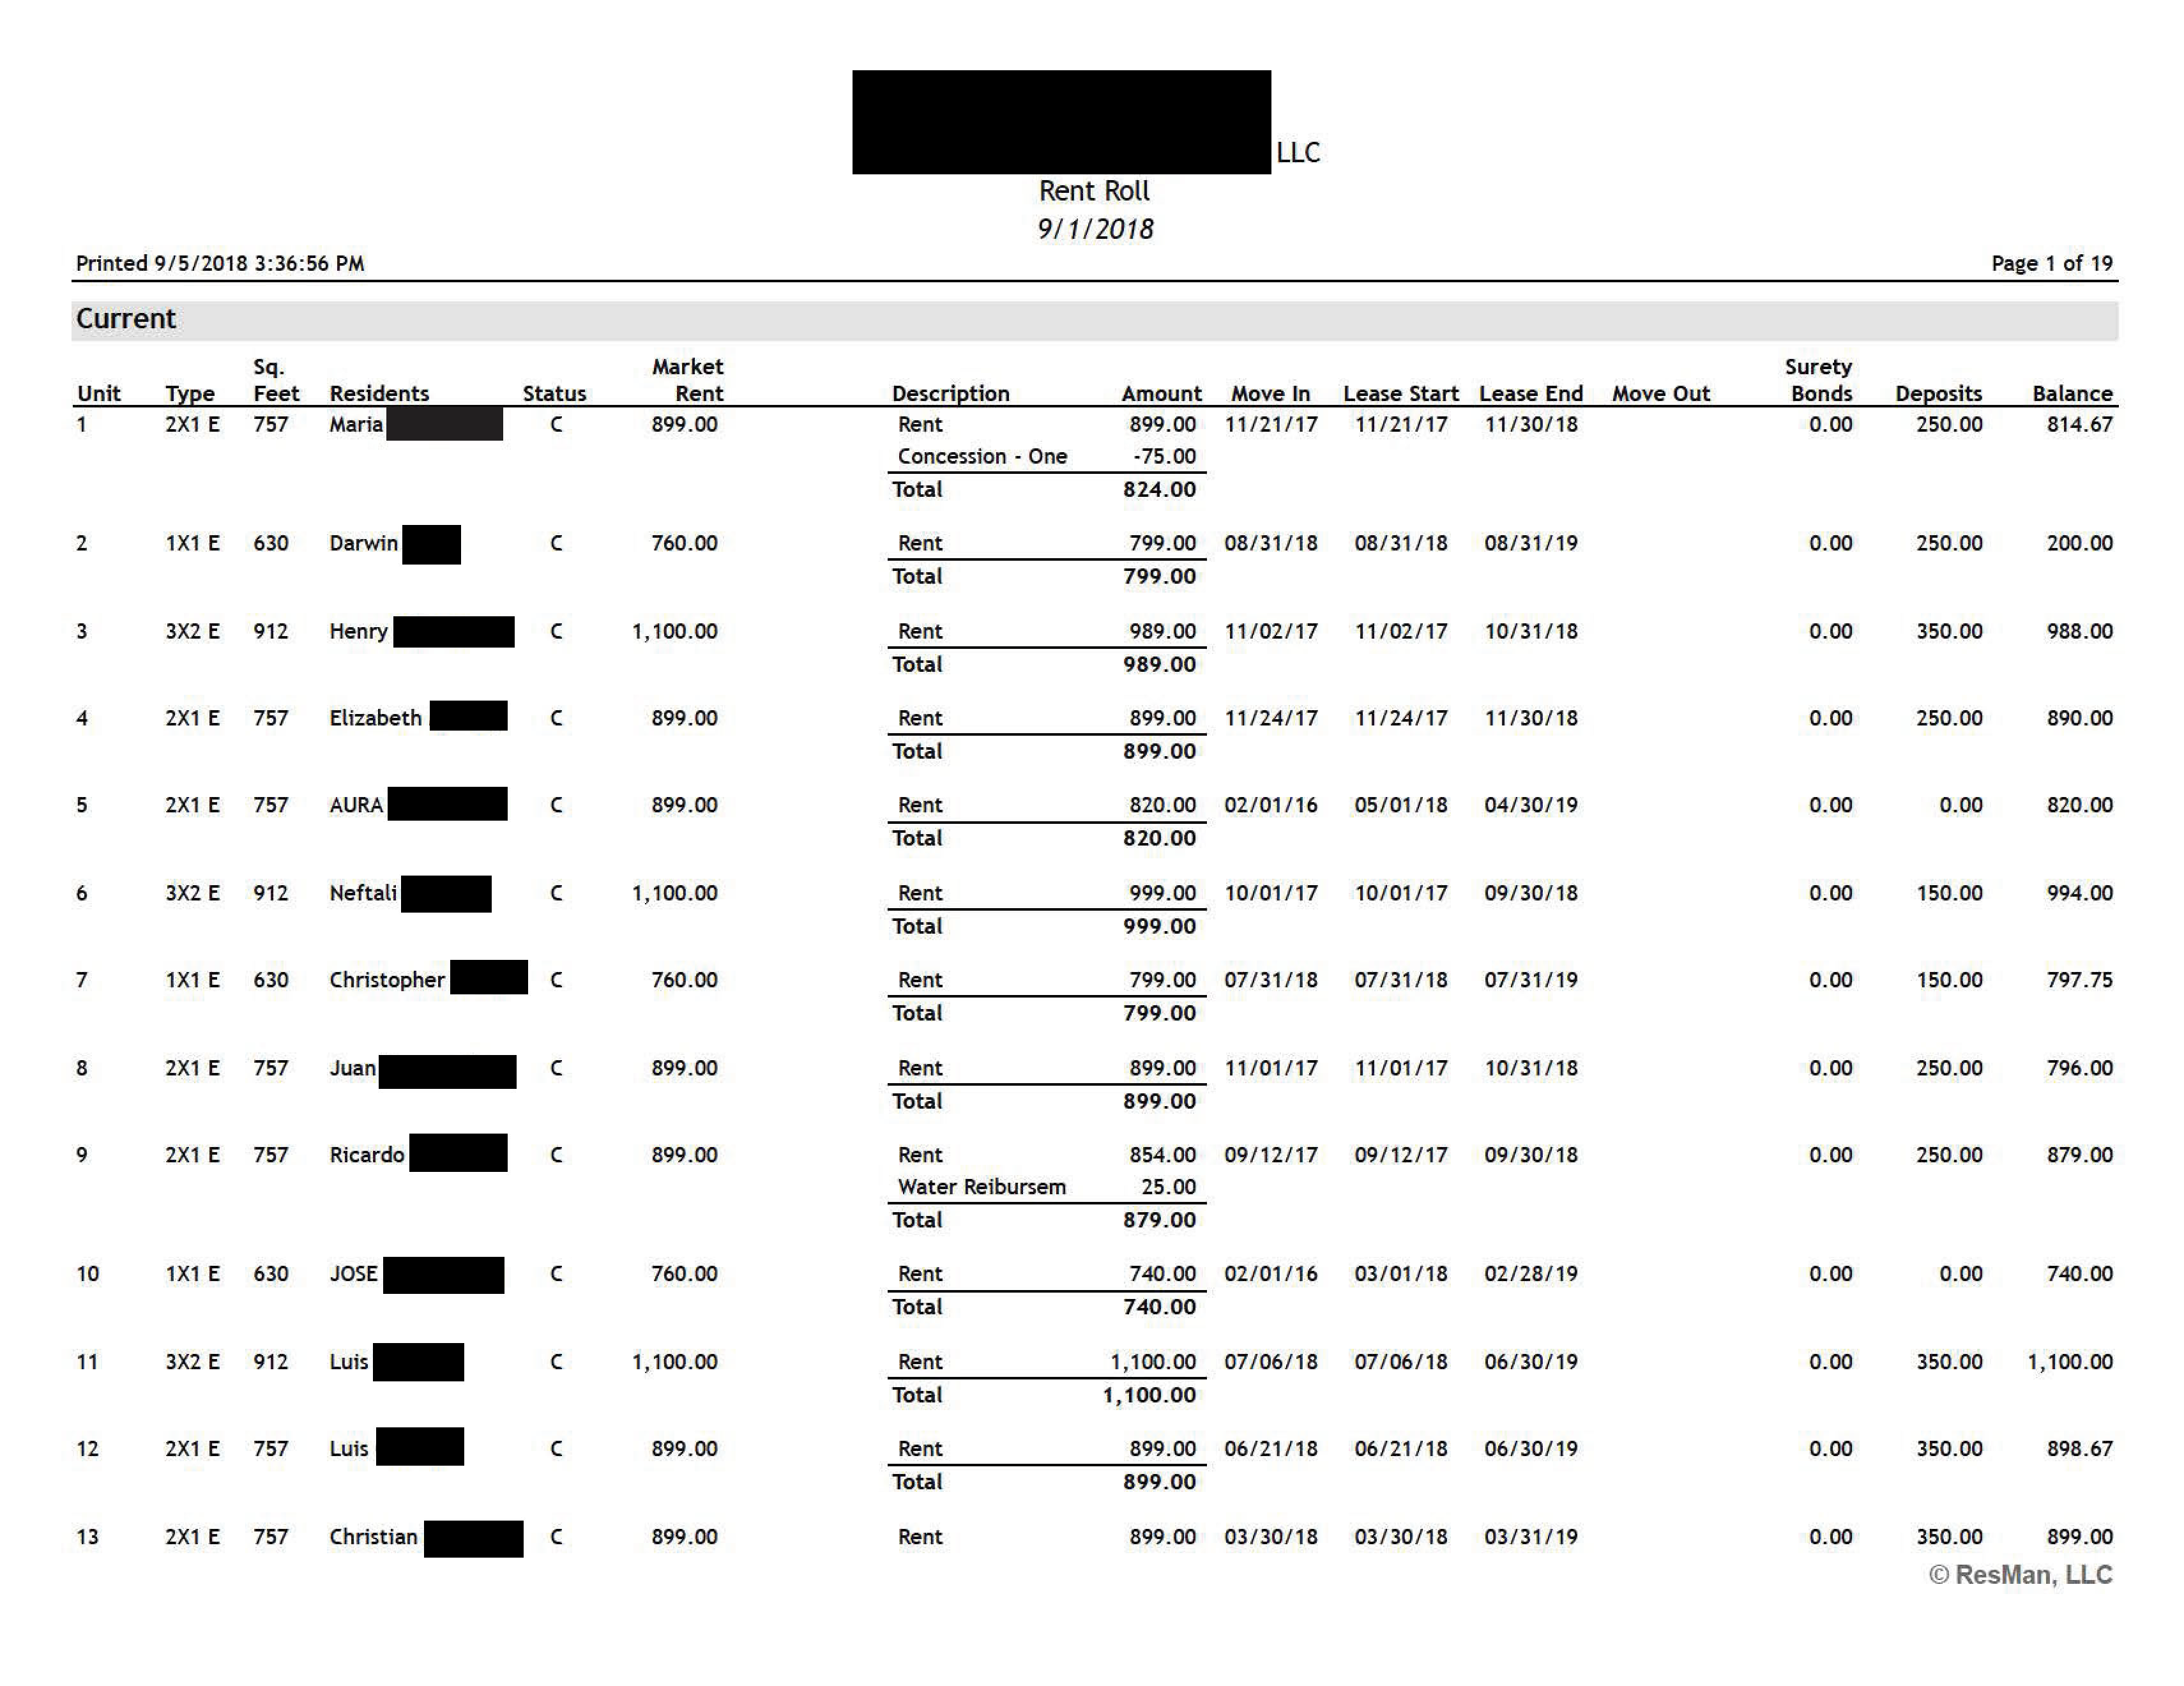 LLC
Rent Roll
9/1/2018
Printed 9/5/2018 3:36:56 PM Page 1 of 19
Current
Sq. Market Surety
Unit Type Feet Residents Status Rent Description Amount Move In Lease Start Lease End Move Out Bonds Deposits Balance
1 2X1 E 757 Maria C 899.00 Rent 899.00 11/21/17 11/21/17 11/30/18 0.00 250.00 814.67
Concession - One -75.00
Total 824.00
2 1X1 E 630 Darwin C 760.00 Rent 799.00 08/31/18 08/31/18 08/31/19 0.00 250.00 200.00
Total 799.00
3 3X2 E 912 Henry C 1,100.00 Rent 989.00 11/02/17 11/02/17 10/31/18 0.00 350.00 988.00
Total 989.00
4 2X1 E 757 Elizabeth C 899.00 Rent 899.00 11/24/17 11/24/17 11/30/18 0.00 250.00 890.00
Total 899.00
5 2X1 E 757 AURA C 899.00 Rent 820.00 02/01/16 05/01/18 04/30/19 0.00 0.00 820.00
Total 820.00
6 3X2 E 912 Neftali C 1,100.00 Rent 999.00 10/01/17 10/01/17 09/30/18 0.00 150.00 994.00
Total 999.00
7 1X1 E 630 Christopher C 760.00 Rent 799.00 07/31/18 07/31/18 07/31/19 0.00 150.00 797.75
Total 799.00
8 2X1 E 757 Juan C 899.00 Rent 899.00 11/01/17 11/01/17 10/31/18 0.00 250.00 796.00
Total 899.00
9 2X1 E 757 Ricardo C 899.00 Rent 854.00 09/12/17 09/12/17 09/30/18 0.00 250.00 879.00
Water Reibursem 25.00
Total 879.00
10 1X1 E 630 JOSE C 760.00 Rent 740.00 02/01/16 03/01/18 02/28/19 0.00 0.00 740.00
Total 740.00
11 3X2 E 912 Luis C 1,100.00 Rent 1,100.00 07/06/18 07/06/18 06/30/19 0.00 350.00 1,100.00
Total 1,100.00
12 2X1 E 757 Luis C 899.00 Rent 899.00 06/21/18 06/21/18 06/30/19 0.00 350.00 898.67
Total 899.00
13 2X1 E 757 Christian C 899.00 Rent 899.00 03/30/18 03/30/18 03/31/19 0.00 350.00 899.00
© ResMan, LLC